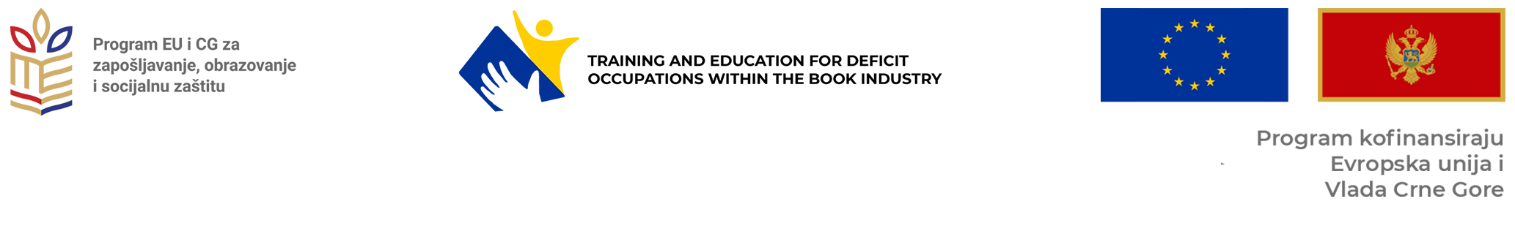 Program EU i CG za
zapošljavanje, obrazovanje
i socijalnu zaštitu
TRAINING AND EDUCATION FOR DEFICIT
OCCUPATIONS WITHIN THE BOOK INDUSTRY
Program kofinansiraju
Evropska unija i
Vlada Crne Gore